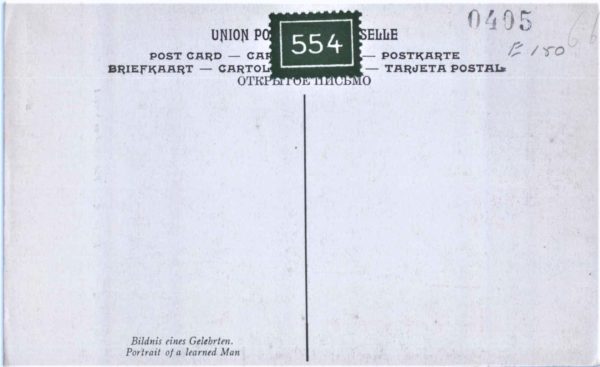 0405
UNION PO SELLE
554
E 150
POST CARD — CA — POSTKARTE
BRIEFKAART — CARTOL — TARJETA POSTAL
ОТКРЫТОЕ ПИСЬМО
Bildnis eines Gelehrten.
Portrait of a learned Man